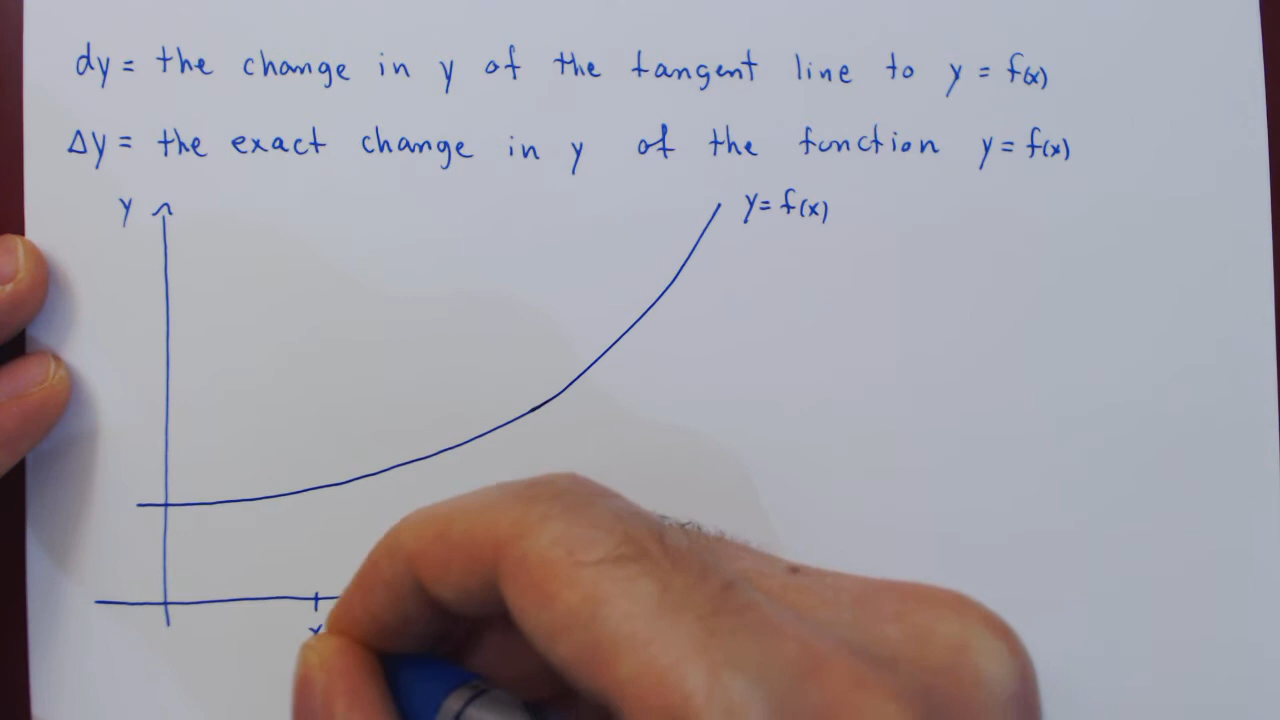 dy = the change in y of the tangent line to y = f(x)
Δy = the exact change in y of the function y = f(x)
y
y = f(x)
x